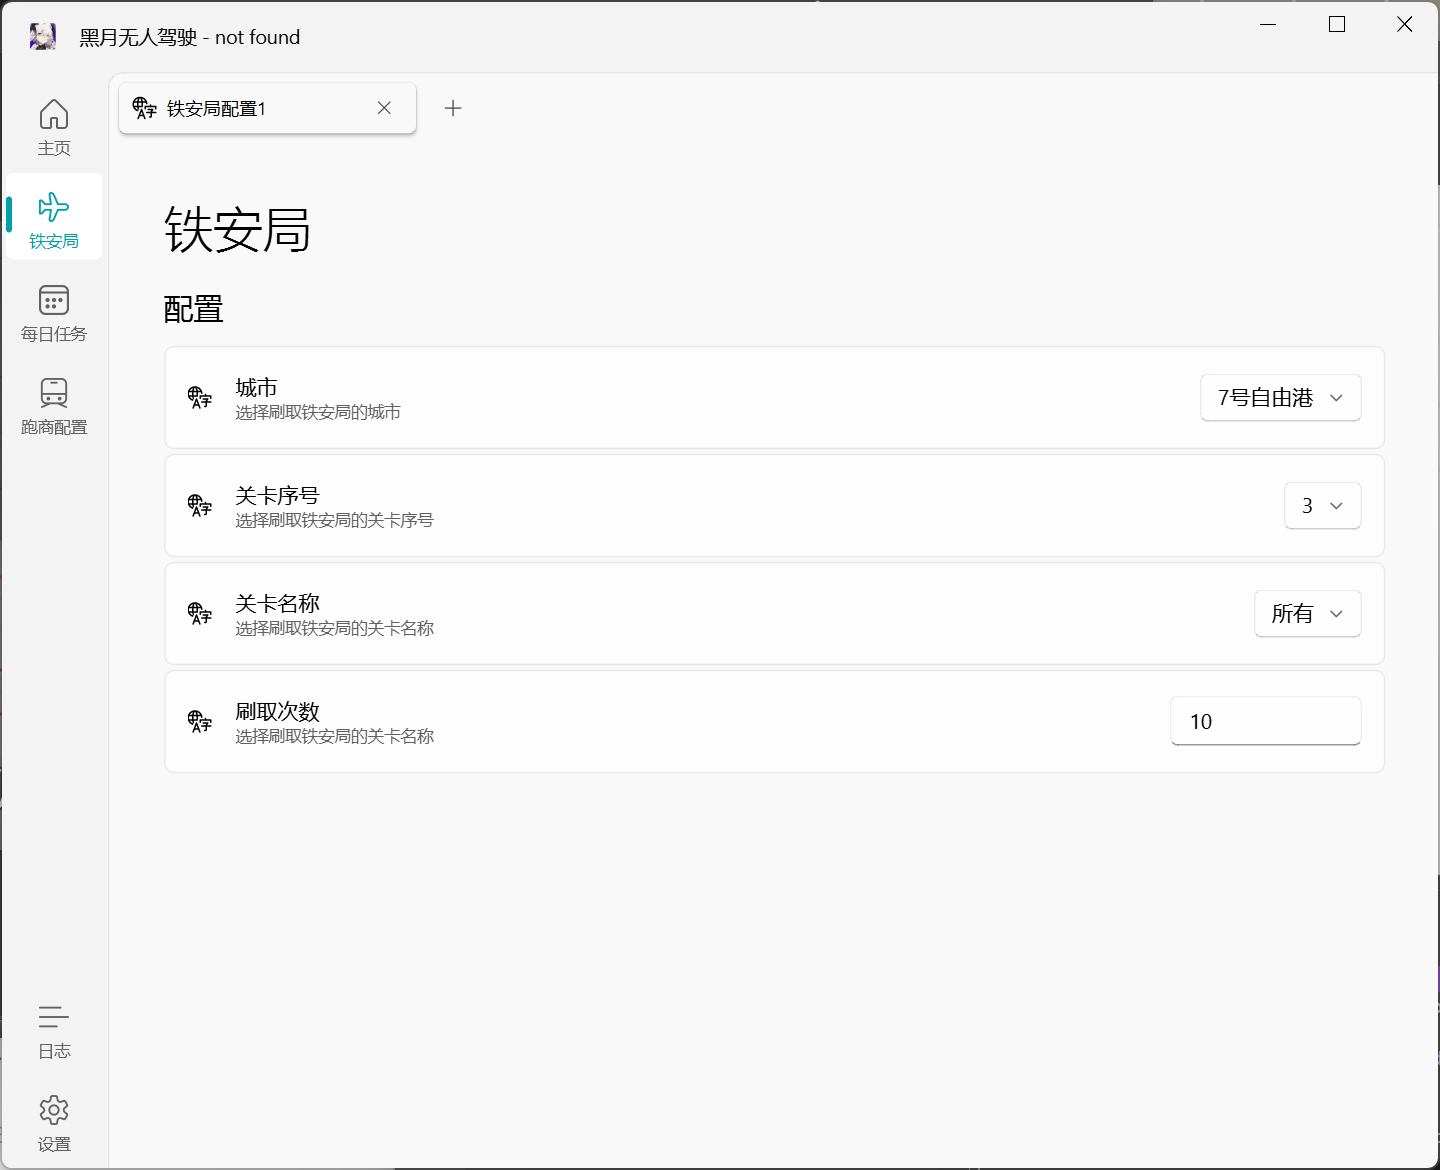 黑月无人驾驶 - not found
主页
铁安局
每日任务
跑商配置
日志
设置
铁安局配置1
铁安局
配置
城市
选择刷取铁安局的城市
7号自由港
关卡序号
选择刷取铁安局的关卡序号
3
关卡名称
选择刷取铁安局的关卡名称
所有
刷取次数
选择刷取铁安局的关卡名称
10